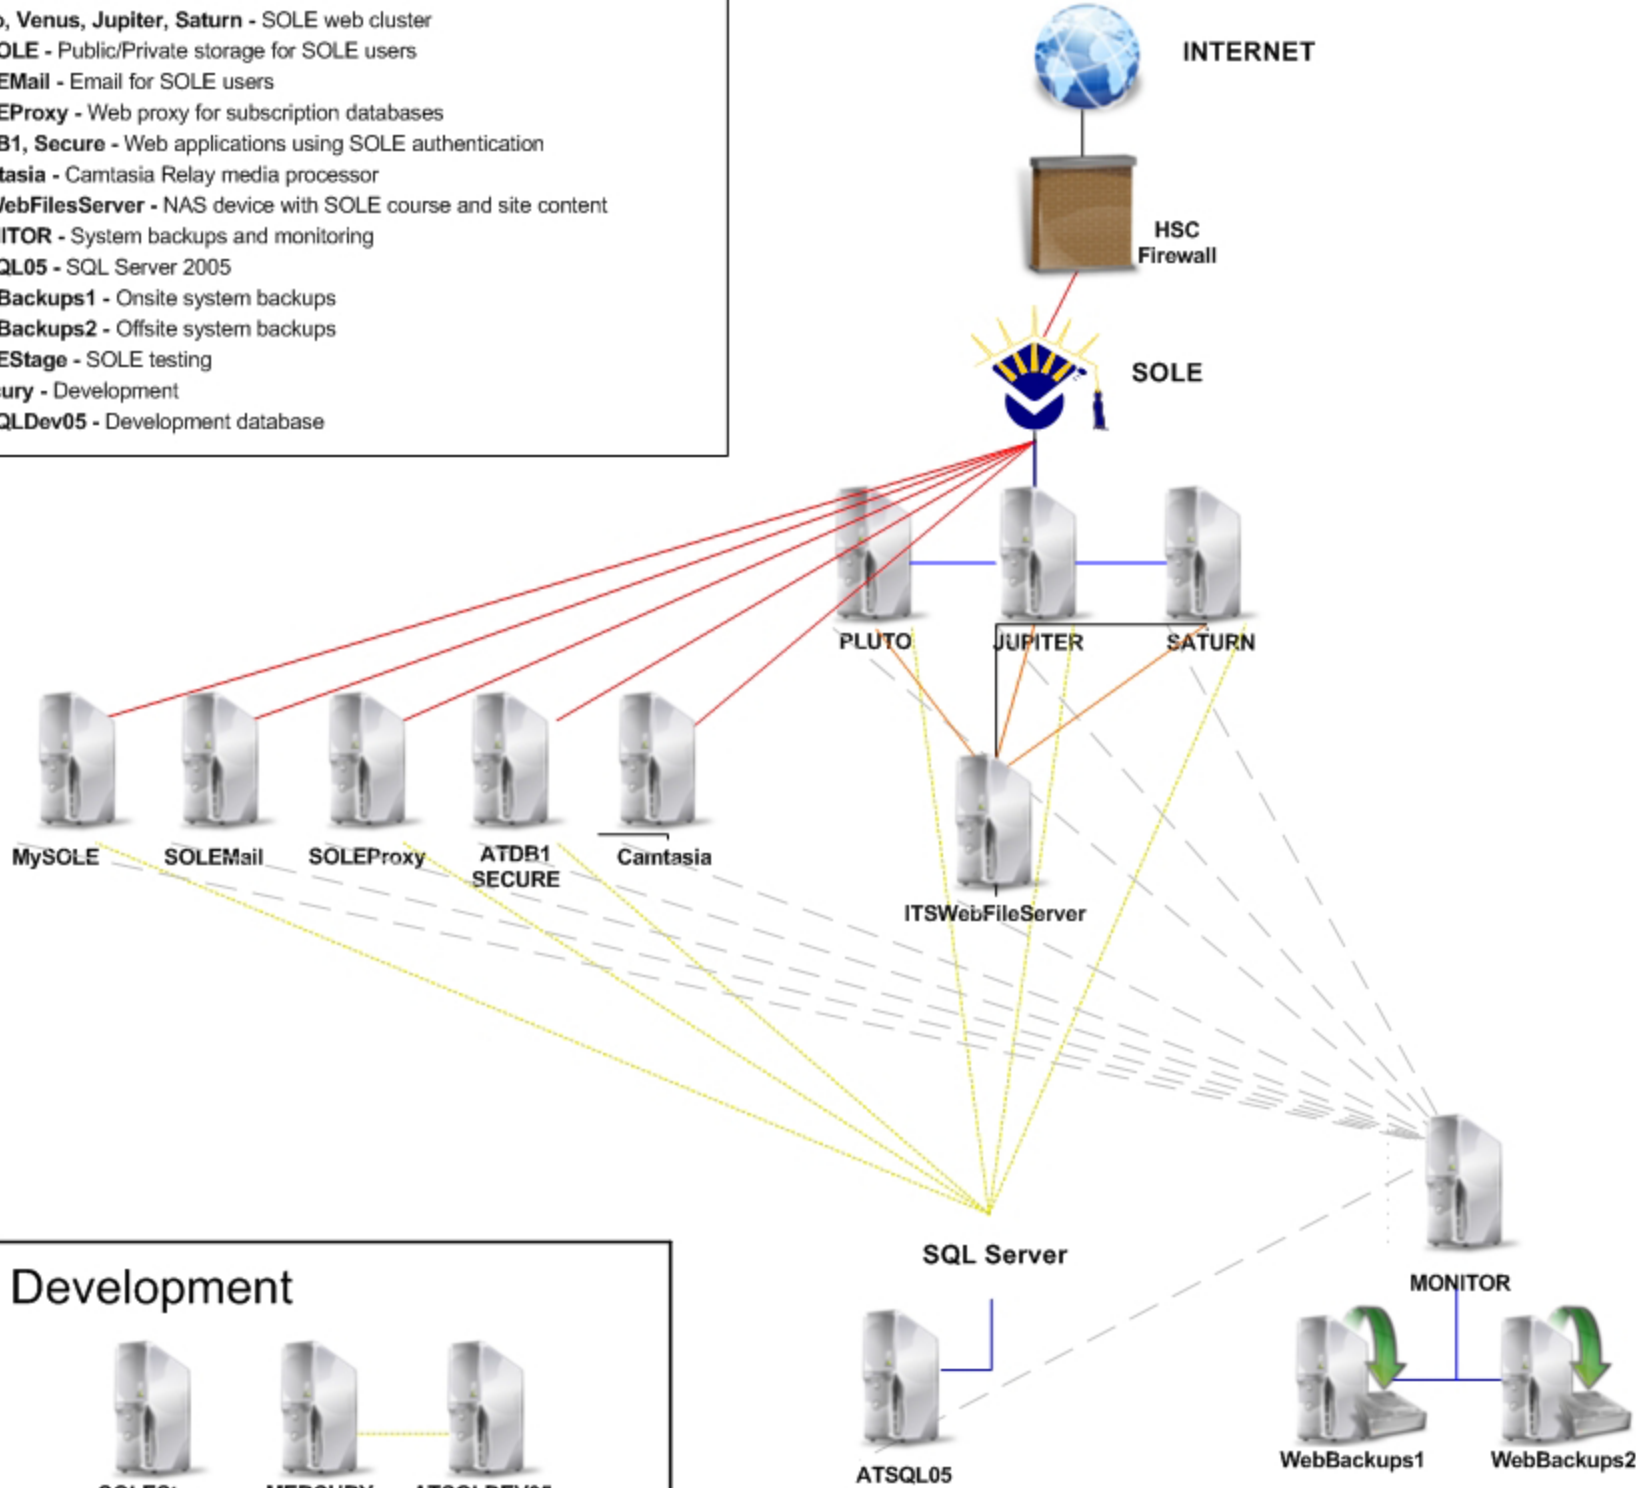 o, Venus, Jupiter, Saturn - SOLE web cluster
OLE - Public/Private storage for SOLE users
EMail - Email for SOLE users
EProxy - Web proxy for subscription databases
B1, Secure - Web applications using SOLE authentication
tasia - Camtasia Relay media processor
WebFilesServer - NAS device with SOLE course and site content
ITOR - System backups and monitoring
QL05 - SQL Server 2005
Backups1 - Onsite system backups
Backups2 - Offsite system backups
EStage - SOLE testing
ury - Development
QLDev05 - Development database
INTERNET
HSC
Firewall
SOLE
PLUTO
JUPITER
SATURN
MySOLE
SOLEMail
SOLEProxy
ATDB1
SECURE
Camtasia
ITSWebFileServer
SQL Server
MONITOR
ATSQL05
WebBackups1
WebBackups2
Development
MERCURY
ATSQLDEV05